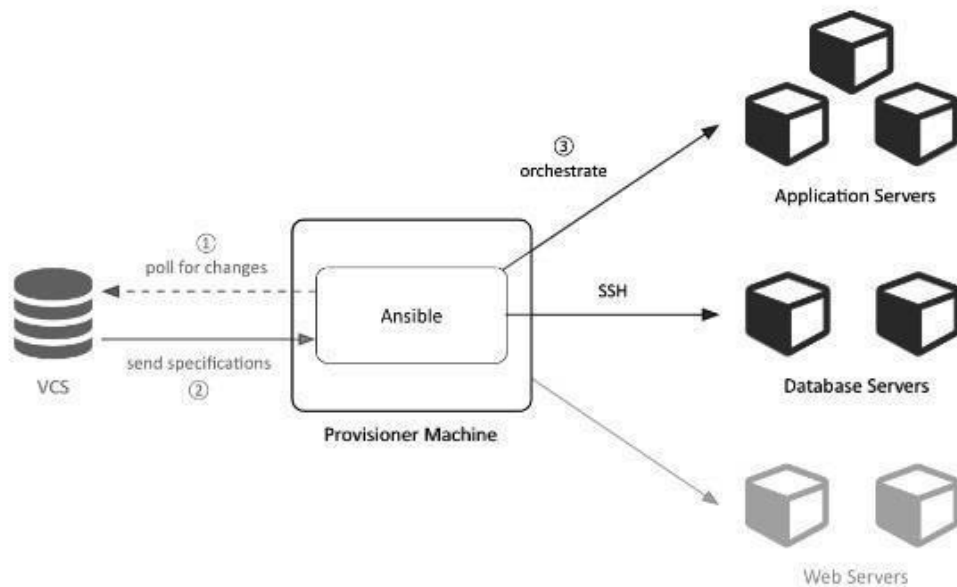 ③
orchestrate
Application Servers
①
poll for changes
SSH
Ansible
send specifications
②
VCS
Database Servers
Provisioner Machine
Web Servers